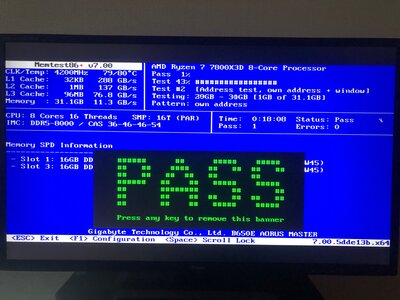 Memtest86+ v7.00 | AMD Ryzen 7 7800X3D 8-Core Processor
CLK/Temp: 4200MHz 79/80°C | Pass 1%
L1 Cache: 32KB 288 GB/s | Test 43% ################
L2 Cache: 1MB 137 GB/s | Test #2 [Address test, own address + window]
L3 Cache: 96MB 76.8 GB/s | Testing: 29GB - 30GB [1GB of 31.1GB]
Memory : 31.1GB 11.3 GB/s | Pattern: own address
CPU: 8 Cores 16 Threads SMP: 16T (PAR) | Time: 0:18:08 Status: Pass
IMC: DDR5-8000 / CAS 36-46-46-54 | Pass: 1 Errors: 0
Memory SPD Information
- Slot 1: 16GB DD W45)
- Slot 3: 16GB DD W45)
PASS
Press any key to remove this banner
Gigabyte Technology Co., Ltd. B650E AORUS MASTER
<ESC> Exit <F1> Configuration <Space> Scroll Lock 7.00.5dde13b.x64